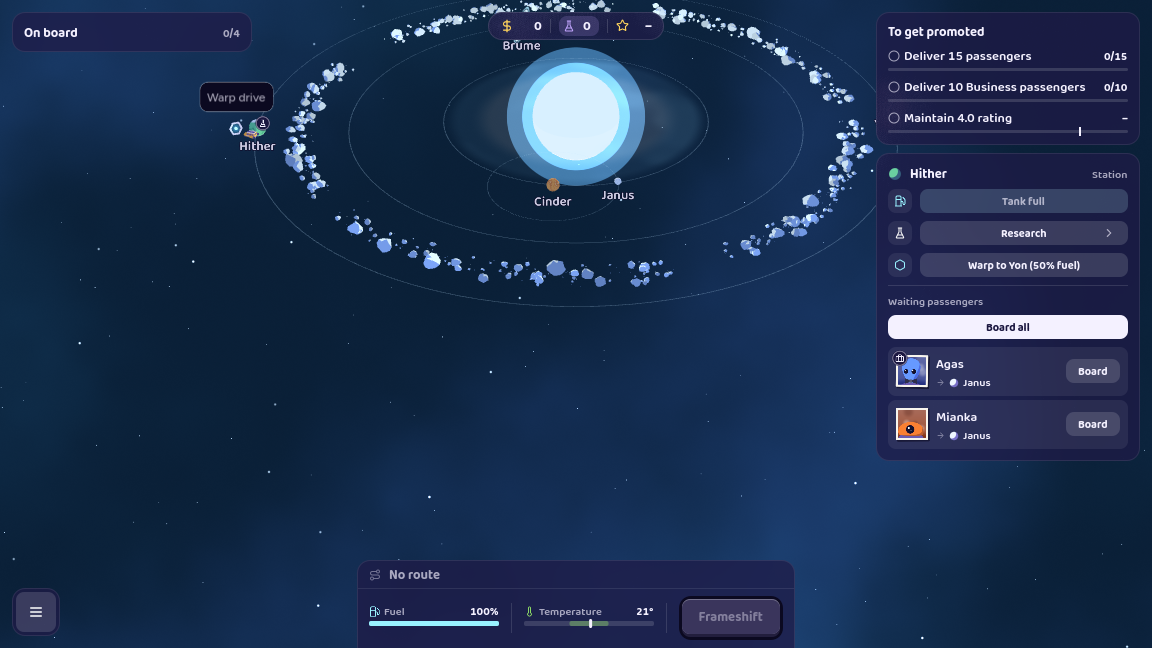 On board
0/4
0
0
–
Brume
Warp drive
Hither
Cinder
Janus
To get promoted
Deliver 15 passengers
0/15
Deliver 10 Business passengers
0/10
Maintain 4.0 rating
–
Hither
Station
Tank full
Research
Warp to Yon (50% fuel)
Waiting passengers
Board all
Agas
→ Janus
Board
Mianka
→ Janus
Board
No route
Fuel
100%
Temperature
21°
Frameshift